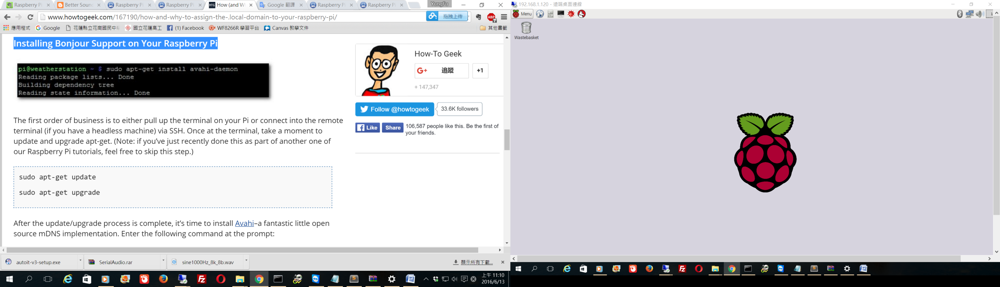 Raspberry P
Better Soun
Raspberry P
Raspberry P
How (and W
Google 翻譯
Raspberry P
Raspberry P
YungFu
www.howtogeek.com/167190/how-and-why-to-assign-the-.local-domain-to-your-raspberry-pi/
拖拽上传
ABP
7
應用程式
Google
花蓮縣立花崗國民中
國立花蓮高工
(1) Facebook
WF8266R 學習平台
Canvas 教學文件
其他書籤
Installing Bonjour Support on Your Raspberry Pi
pi@weatherstation ~ $ sudo apt-get install avahi-daemon
Reading package lists... Done
Building dependency tree
Reading state information... Done
The first order of business is to either pull up the terminal on your Pi or connect into the remote
terminal (if you have a headless machine) via SSH. Once at the terminal, take a moment to
update and upgrade apt-get. (Note: if you’ve just recently done this as part of another one of
our Raspberry Pi tutorials, feel free to skip this step.)
sudo apt-get update
sudo apt-get upgrade
After the update/upgrade process is complete, it’s time to install Avahi–a fantastic little open
source mDNS implementation. Enter the following command at the prompt:
How-To Geek
G+ 追蹤
+1
+ 147,347
Follow @howtogeek
33.6K followers
Like
Share
106,587 people like this. Be the first of
your friends.
autoit-v3-setup.exe
SerialAudio.rar
sine1000Hz_8k_8b.wav
顯示所有下載...
上午 11:10
2016/6/13
192.168.1.120 - 遠端桌面連線
Menu
1
Wastebasket